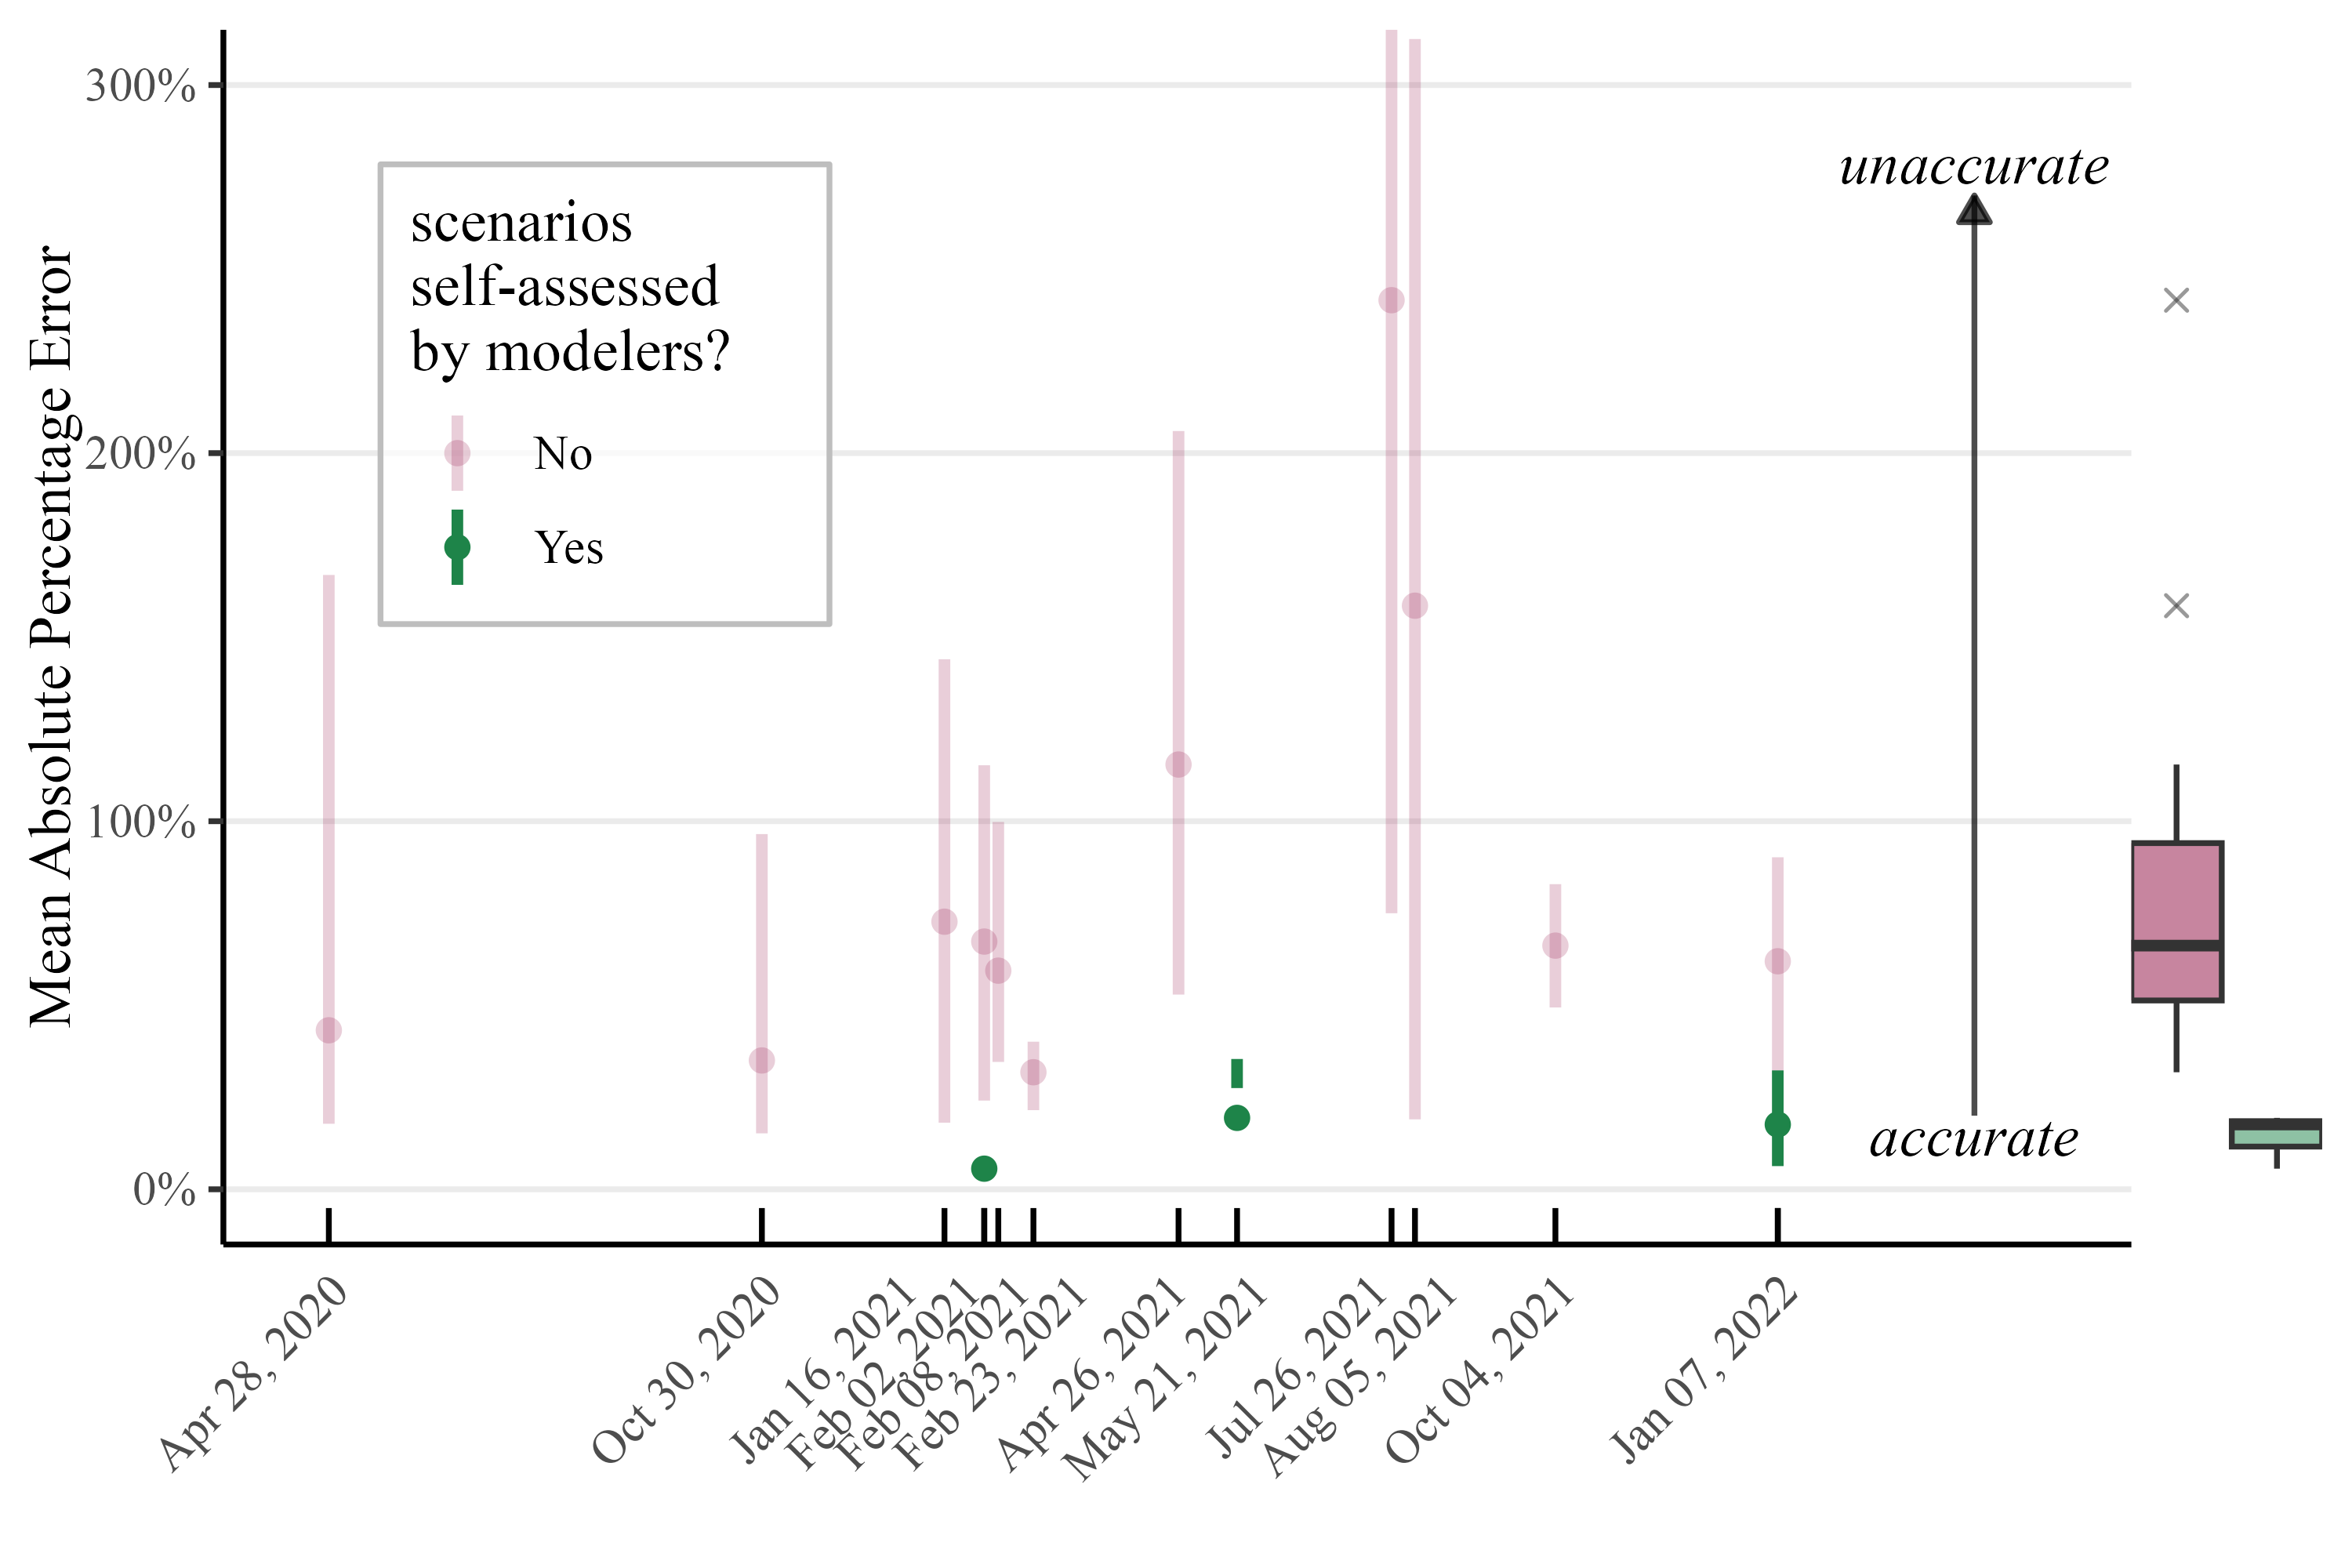 Mean Absolute Percentage Error
300%
200%
100%
0%
scenarios
self-assessed
by modelers?
No
Yes
unaccurate
accurate
Apr 28, 2020
Oct 30, 2020
Jan 16, 2021
Feb 02, 2021
Feb 08, 2021
Feb 23, 2021
Apr 26, 2021
May 21, 2021
Jul 26, 2021
Aug 05, 2021
Oct 04, 2021
Jan 07, 2022